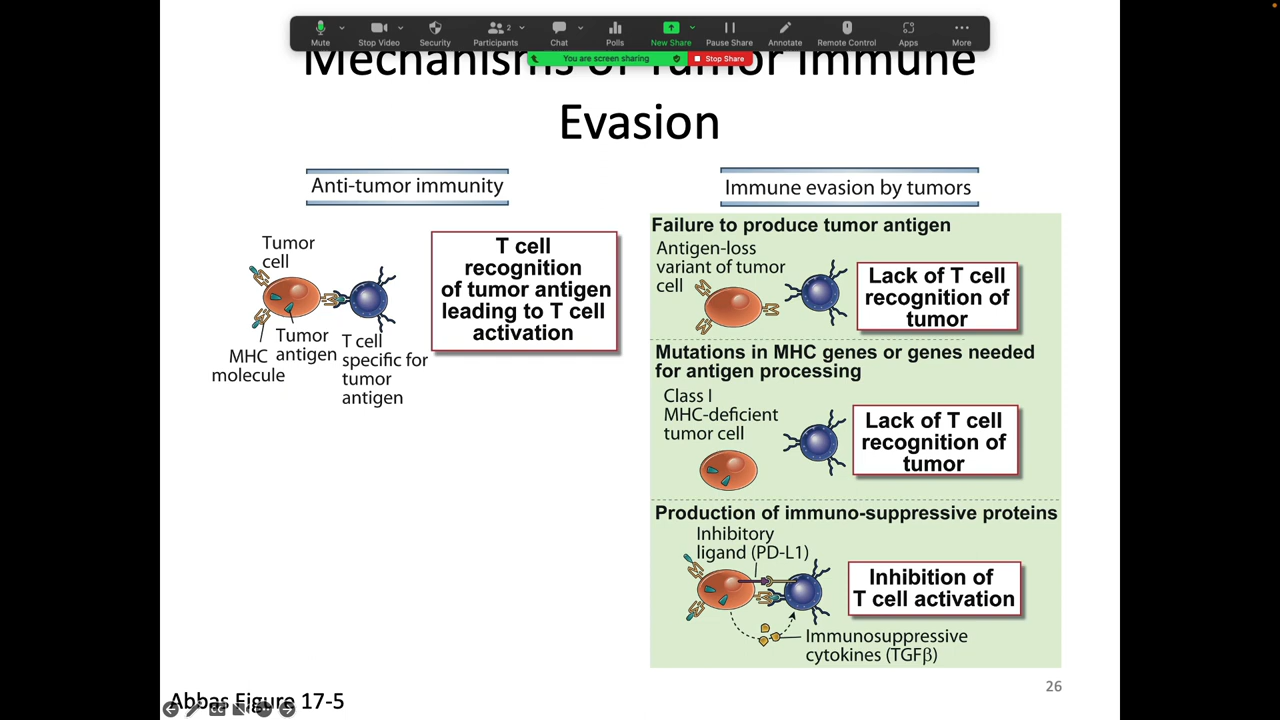 Mute
Stop Video
Security
Participants
2
Chat
Polls
New Share
Pause Share
Annotate
Remote Control
Apps
More
You are screen sharing
Stop Share
Mechanisms of Tumor Immune
Evasion
Anti-tumor immunity
Tumor
cell
T cell
recognition
of tumor antigen
leading to T cell
activation
Tumor
antigen
MHC
molecule
T cell
specific for
tumor
antigen
Immune evasion by tumors
Failure to produce tumor antigen
Antigen-loss
variant of tumor
cell
Lack of T cell
recognition of
tumor
Mutations in MHC genes or genes needed
for antigen processing
Class I
MHC-deficient
tumor cell
Lack of T cell
recognition of
tumor
Production of immuno-suppressive proteins
Inhibitory
ligand (PD-L1)
Inhibition of
T cell activation
Immunosuppressive
cytokines (TGFβ)
26
Abbas Figure 17-5